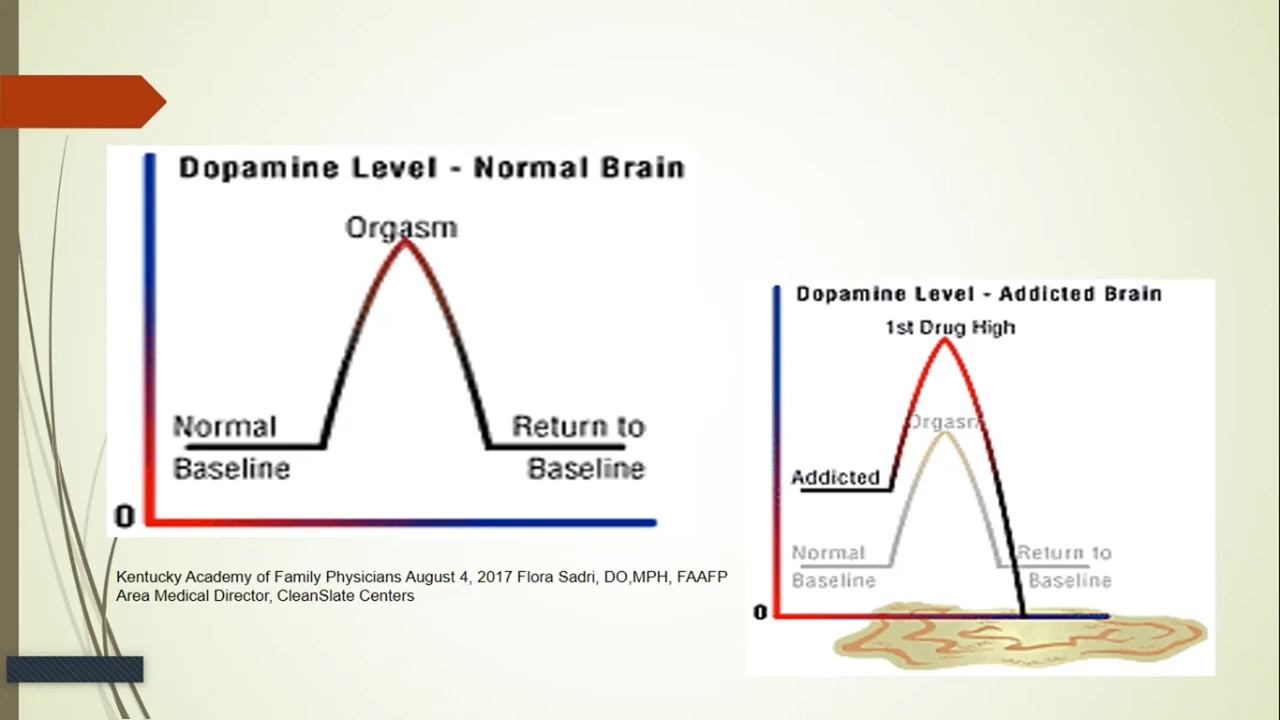 Dopamine Level - Normal Brain
Orgasm
Normal
Baseline
Return to
Baseline
0
Kentucky Academy of Family Physicians August 4, 2017 Flora Sadri, DO,MPH, FAAFP
Area Medical Director, CleanSlate Centers
Dopamine Level - Addicted Brain
1st Drug High
Orgasm
Addicted
Normal
Baseline
Return to
Baseline
0